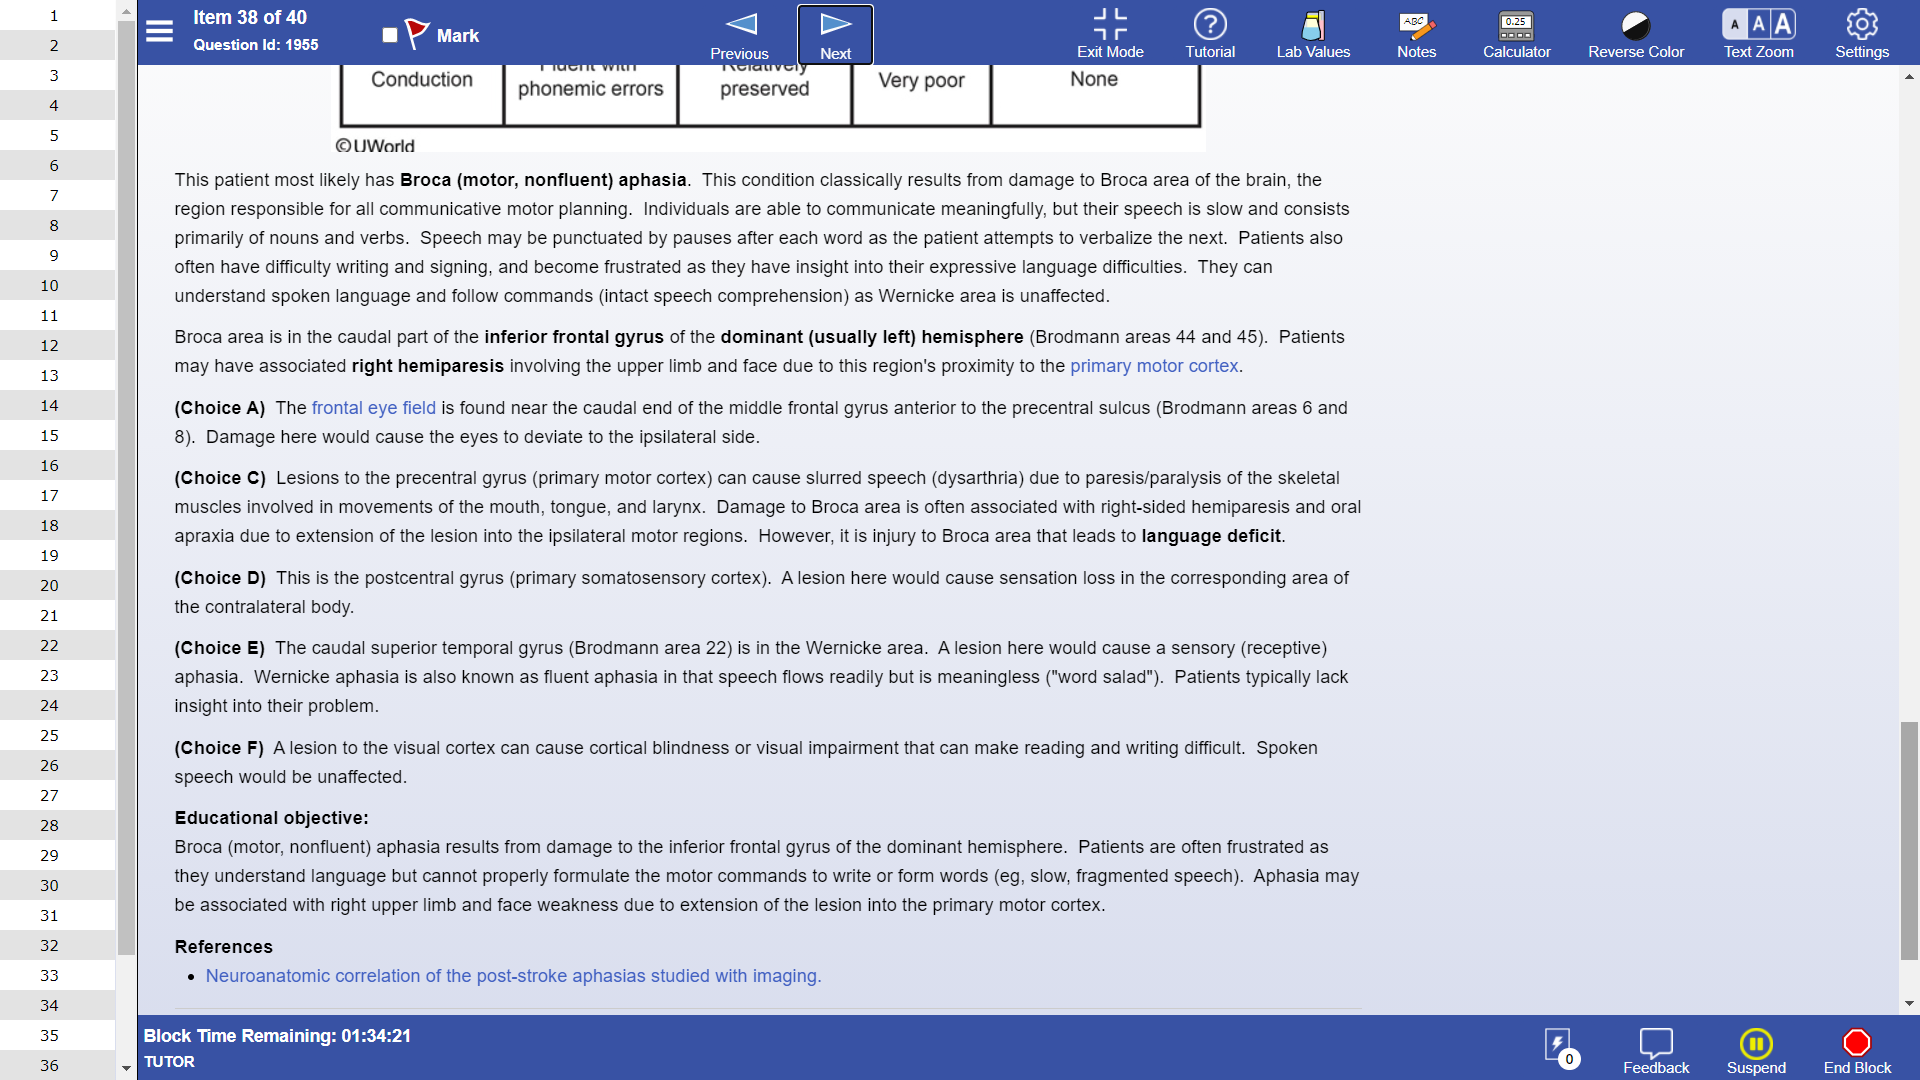 1
2
3
4
5
6
7
8
9
10
11
12
13
14
15
16
17
18
19
20
21
22
23
24
25
26
27
28
29
30
31
32
33
34
35
36
Item 38 of 40
Question Id: 1955
Mark
Previous
Next
Exit Mode
Tutorial
Lab Values
Notes
Calculator
Reverse Color
Text Zoom
Settings
ABC
0.25
A A A
Conduction
Fluent with
phonemic errors
Relatively
preserved
Very poor
None
©UWorld
This patient most likely has Broca (motor, nonfluent) aphasia. This condition classically results from damage to Broca area of the brain, the
region responsible for all communicative motor planning. Individuals are able to communicate meaningfully, but their speech is slow and consists
primarily of nouns and verbs. Speech may be punctuated by pauses after each word as the patient attempts to verbalize the next. Patients also
often have difficulty writing and signing, and become frustrated as they have insight into their expressive language difficulties. They can
understand spoken language and follow commands (intact speech comprehension) as Wernicke area is unaffected.
Broca area is in the caudal part of the inferior frontal gyrus of the dominant (usually left) hemisphere (Brodmann areas 44 and 45). Patients
may have associated right hemiparesis involving the upper limb and face due to this region's proximity to the primary motor cortex.
(Choice A) The frontal eye field is found near the caudal end of the middle frontal gyrus anterior to the precentral sulcus (Brodmann areas 6 and
8). Damage here would cause the eyes to deviate to the ipsilateral side.
(Choice C) Lesions to the precentral gyrus (primary motor cortex) can cause slurred speech (dysarthria) due to paresis/paralysis of the skeletal
muscles involved in movements of the mouth, tongue, and larynx. Damage to Broca area is often associated with right-sided hemiparesis and oral
apraxia due to extension of the lesion into the ipsilateral motor regions. However, it is injury to Broca area that leads to language deficit.
(Choice D) This is the postcentral gyrus (primary somatosensory cortex). A lesion here would cause sensation loss in the corresponding area of
the contralateral body.
(Choice E) The caudal superior temporal gyrus (Brodmann area 22) is in the Wernicke area. A lesion here would cause a sensory (receptive)
aphasia. Wernicke aphasia is also known as fluent aphasia in that speech flows readily but is meaningless ("word salad"). Patients typically lack
insight into their problem.
(Choice F) A lesion to the visual cortex can cause cortical blindness or visual impairment that can make reading and writing difficult. Spoken
speech would be unaffected.
Educational objective:
Broca (motor, nonfluent) aphasia results from damage to the inferior frontal gyrus of the dominant hemisphere. Patients are often frustrated as
they understand language but cannot properly formulate the motor commands to write or form words (eg, slow, fragmented speech). Aphasia may
be associated with right upper limb and face weakness due to extension of the lesion into the primary motor cortex.
References
• Neuroanatomic correlation of the post-stroke aphasias studied with imaging.
Block Time Remaining: 01:34:21
TUTOR
0
Feedback
Suspend
End Block